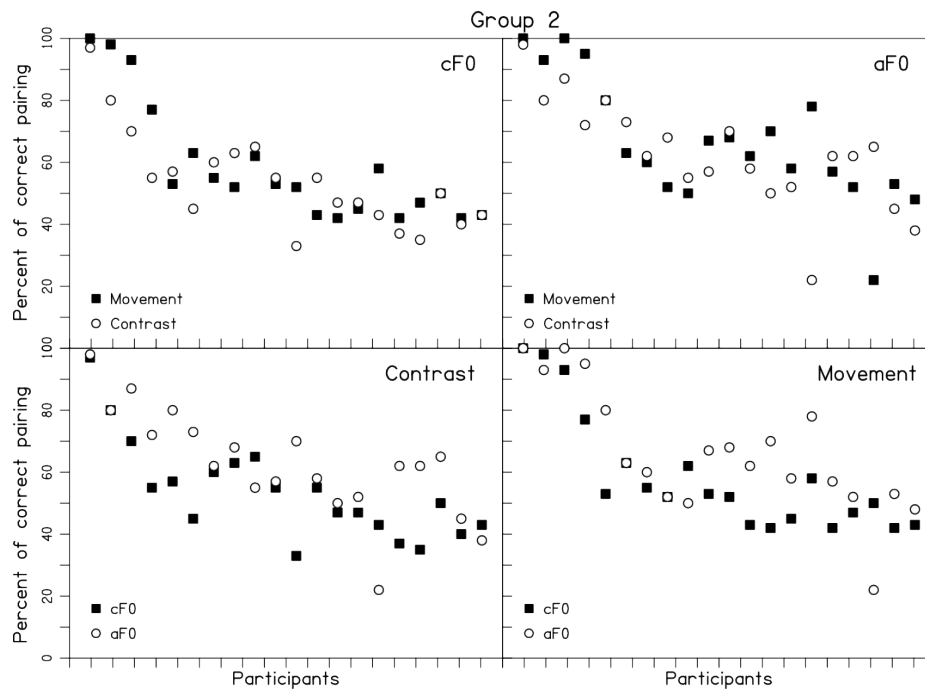 Group 2
Percent of correct pairing
100
80
60
40
20
cF0
Movement
Contrast
aF0
Movement
Contrast
Percent of correct pairing
100
80
60
40
20
0
Contrast
cF0
aF0
Movement
cF0
aF0
Participants
Participants